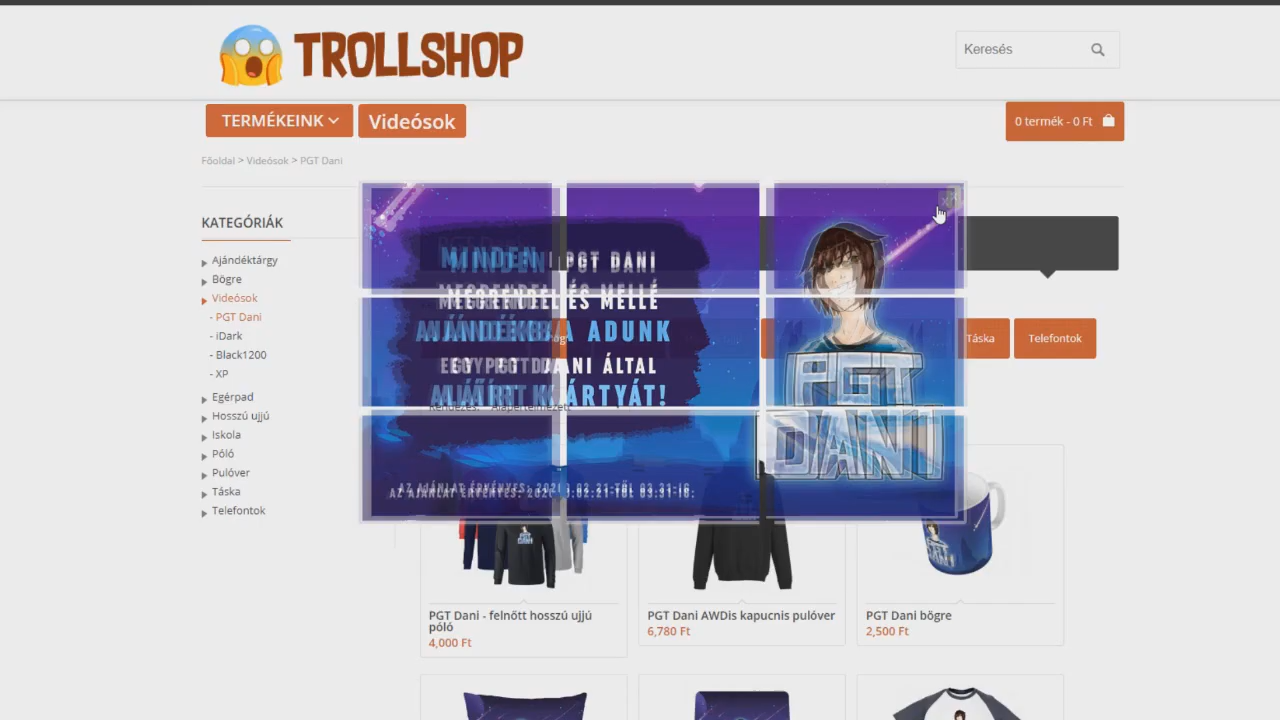 TROLLSHOP
Keresés
TERMÉKEINK
Videósok
0 termék - 0 Ft
Főoldal > Videósok > PGT Dani
KATEGÓRIÁK
Ajándéktárgy
Bögre
Videósok
- PGT Dani
- iDark
- Black1200
- XP
Egérpad
Hosszú ujjú
Iskola
Póló
Pulóver
Táska
Telefontok
MINDEN PGT DANI
MEGRENDELÉS MELLÉ
AJÁNDÉKBA ADUNK
EGY PGT DANI ÁLTAL
ALÁÍRT KÁRTYÁT!
PGT
DANI
Táska
Telefontok
PGT Dani - felnőtt hosszú ujjú
póló
4,000 Ft
PGT Dani AWDis kapucnis pulóver
6,780 Ft
PGT Dani bögre
2,500 Ft